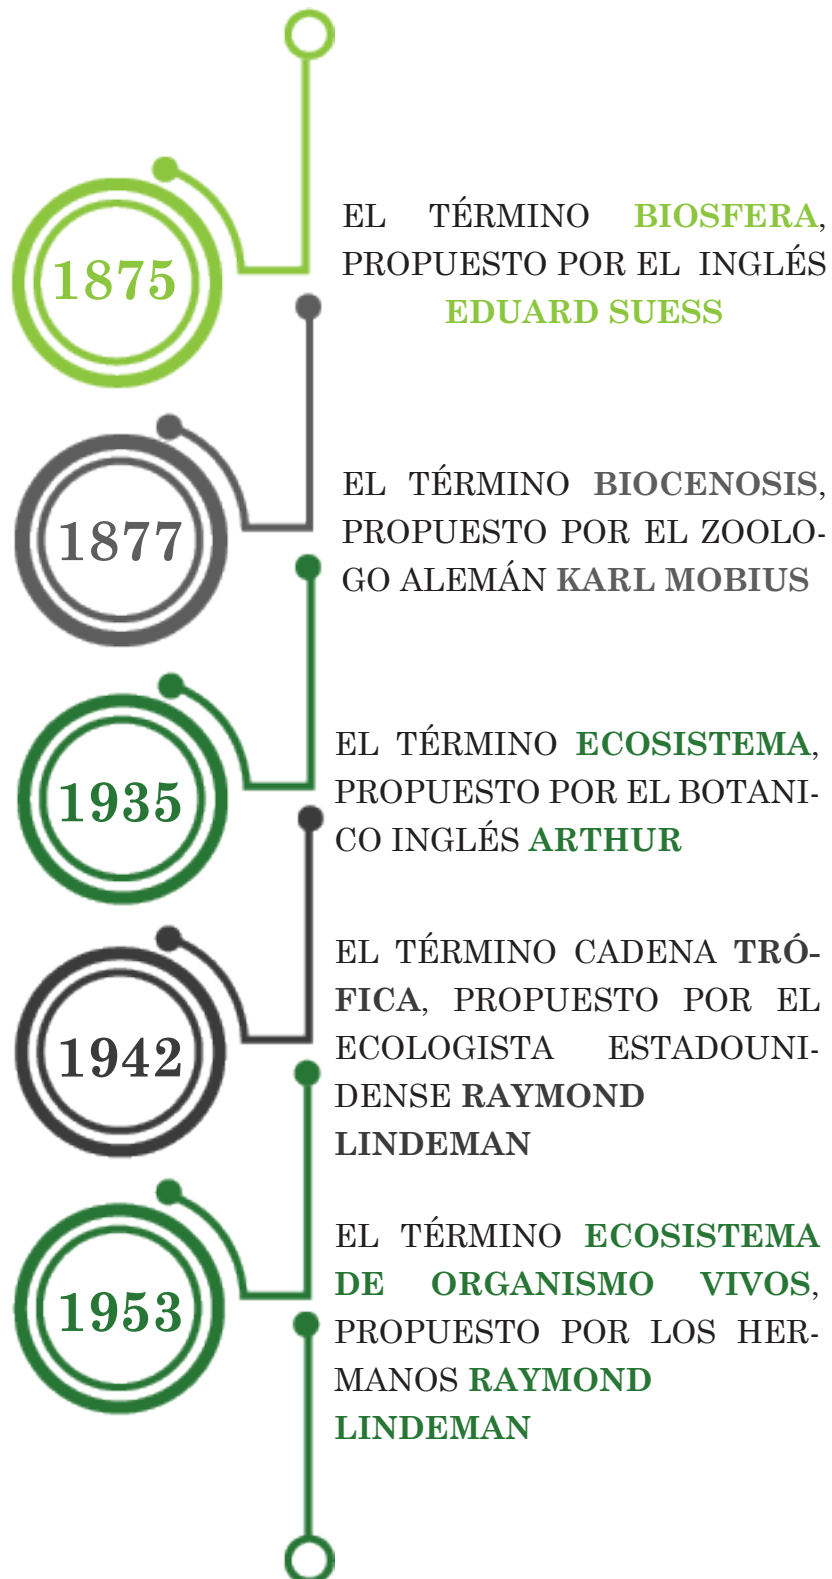 1875
EL TÉRMINO BIOSFERA,
PROPUESTO POR EL INGLÉS
EDUARD SUESS
1877
EL TÉRMINO BIOCENOSIS,
PROPUESTO POR EL ZOOLO-
GO ALEMÁN KARL MOBIUS
1935
EL TÉRMINO ECOSISTEMA,
PROPUESTO POR EL BOTANI-
CO INGLÉS ARTHUR
1942
EL TÉRMINO CADENA TRÓ-
FICA, PROPUESTO POR EL
ECOLOGISTA ESTADOUNI-
DENSE RAYMOND
LINDEMAN
1953
EL TÉRMINO ECOSISTEMA
DE ORGANISMO VIVOS,
PROPUESTO POR LOS HER-
MANOS RAYMOND
LINDEMAN